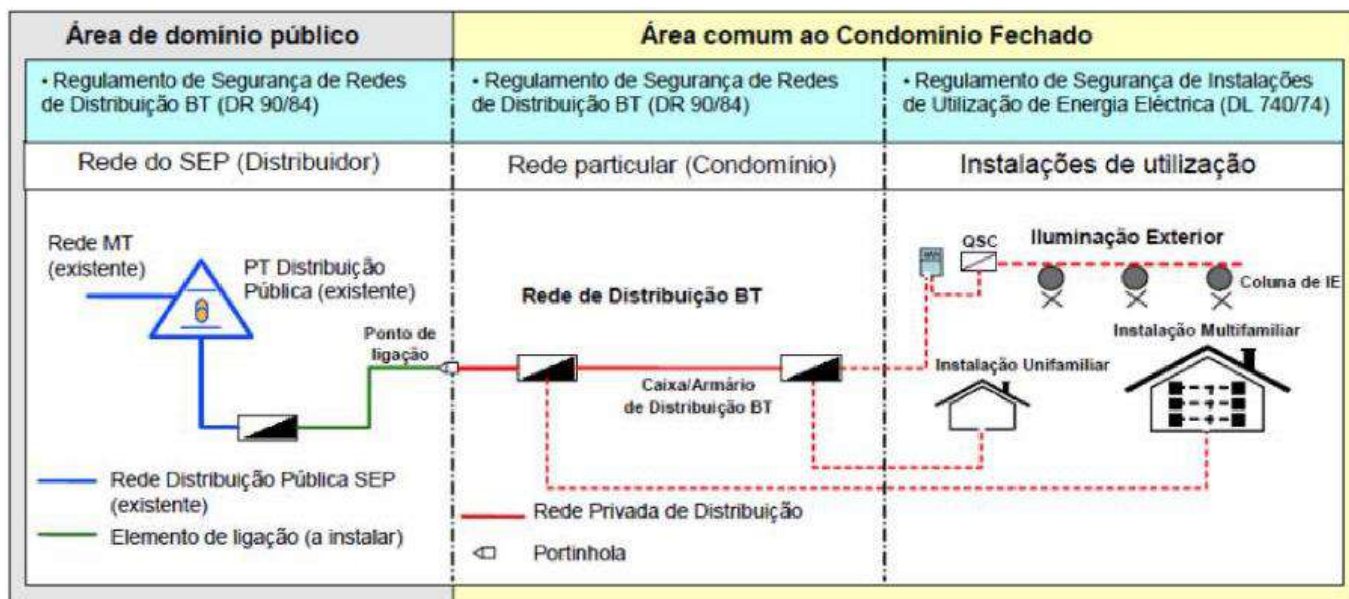 Área de domínio público
Área comum ao Condomínio Fechado
• Regulamento de Segurança de Redes
de Distribuição BT (DR 90/84)
• Regulamento de Segurança de Redes
de Distribuição BT (DR 90/84)
• Regulamento de Segurança de Instalações
de Utilização de Energia Eléctrica (DL 740/74)
Rede do SEP (Distribuidor)
Rede particular (Condomínio)
Instalações de utilização
Rede MT
(existente)
PT Distribuição
Pública (existente)
Ponto de
ligação
Rede Distribuição Pública SEP
(existente)
Elemento de ligação (a instalar)
Rede de Distribuição BT
Caixa/Armário
de Distribuição BT
Rede Privada de Distribuição
Portinhola
QSC
Iluminação Exterior
Coluna de IE
Instalação Multifamiliar
Instalação Unifamiliar